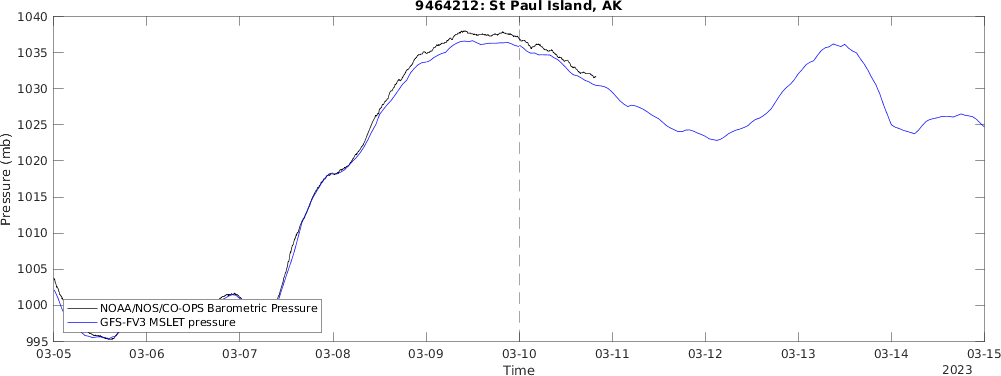 9464212: St Paul Island, AK
1040
1035
1030
1025
1020
1015
1010
1005
1000
995
Pressure (mb)
NOAA/NOS/CO-OPS Barometric Pressure
GFS-FV3 MSLET pressure
03-05 03-06 03-07 03-08 03-09 03-10 03-11 03-12 03-13 03-14 03-15
Time
2023